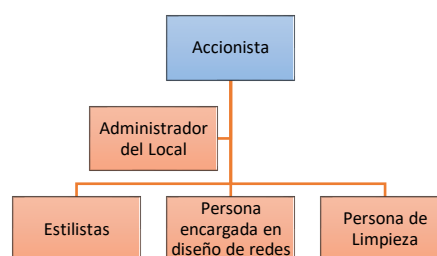 Accionista
Administrador
del Local
Estilistas
Persona
encargada en
diseño de redes
Persona de
Limpieza